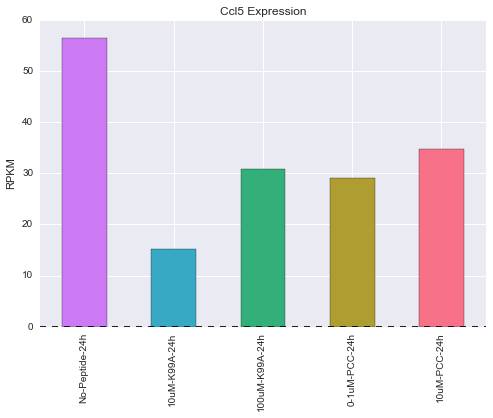 Ccl5 Expression
60
50
40
30
20
10
0
RPKM
No-Peptide-24h
10uM-K99A-24h
100uM-K99A-24h
0-1uM-PCC-24h
10uM-PCC-24h